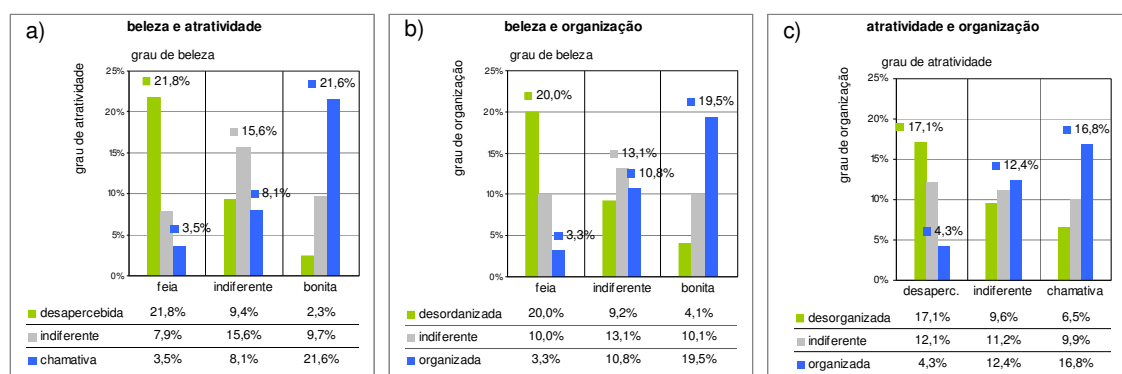 a)
beleza e atratividade
grau de beleza
grau de atratividade
25%
20%
15%
10%
5%
0%
21,8%
3,5%
15,6%
8,1%
21,6%
feia indiferente bonita
desapercebida 21,8% 9,4% 2,3%
indiferente 7,9% 15,6% 9,7%
chamativa 3,5% 8,1% 21,6%
b)
beleza e organização
grau de beleza
grau de organização
25%
20%
15%
10%
5%
0%
20,0%
3,3%
13,1%
10,8%
19,5%
feia indiferente bonita
desordanizada 20,0% 9,2% 4,1%
indiferente 10,0% 13,1% 10,1%
organizada 3,3% 10,8% 19,5%
c)
atratividade e organização
grau de atratividade
grau de organização
25%
20%
15%
10%
5%
0%
17,1%
4,3%
12,4%
16,8%
desaperc. indiferente chamativa
desorganizada 17,1% 9,6% 6,5%
indiferente 12,1% 11,2% 9,9%
organizada 4,3% 12,4% 16,8%